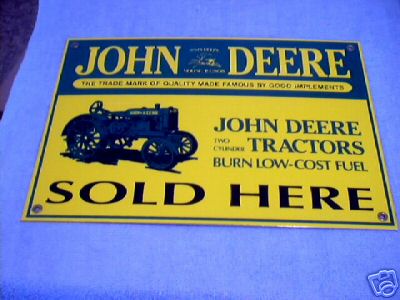 JOHN DEERE
THE TRADE MARK OF QUALITY MADE FAMOUS BY GOOD IMPLEMENTS
JOHN DEERE
TWO CYLINDER TRACTORS
BURN LOW-COST FUEL
SOLD HERE